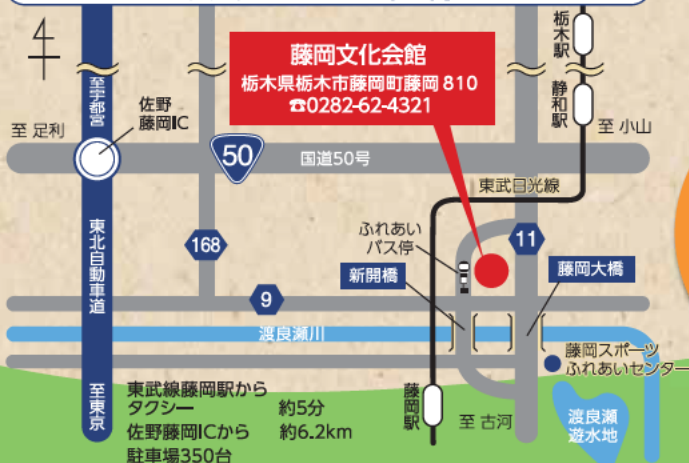 栃木駅
藤岡文化会館
栃木県栃木市藤岡町藤岡 810
☎0282-62-4321
至宇都宮
佐野
藤岡IC
静和駅
至 足利
至 小山
50
国道50号
東武日光線
ふれあい
バス停
11
168
新開橋
藤岡大橋
東北自動車道
9
渡良瀬川
藤岡スポーツ
ふれあいセンター
至東京
東武線藤岡駅から
タクシー 約5分
佐野藤岡ICから 約6.2km
駐車場350台
藤岡駅
至 古河
渡良瀬
遊水地